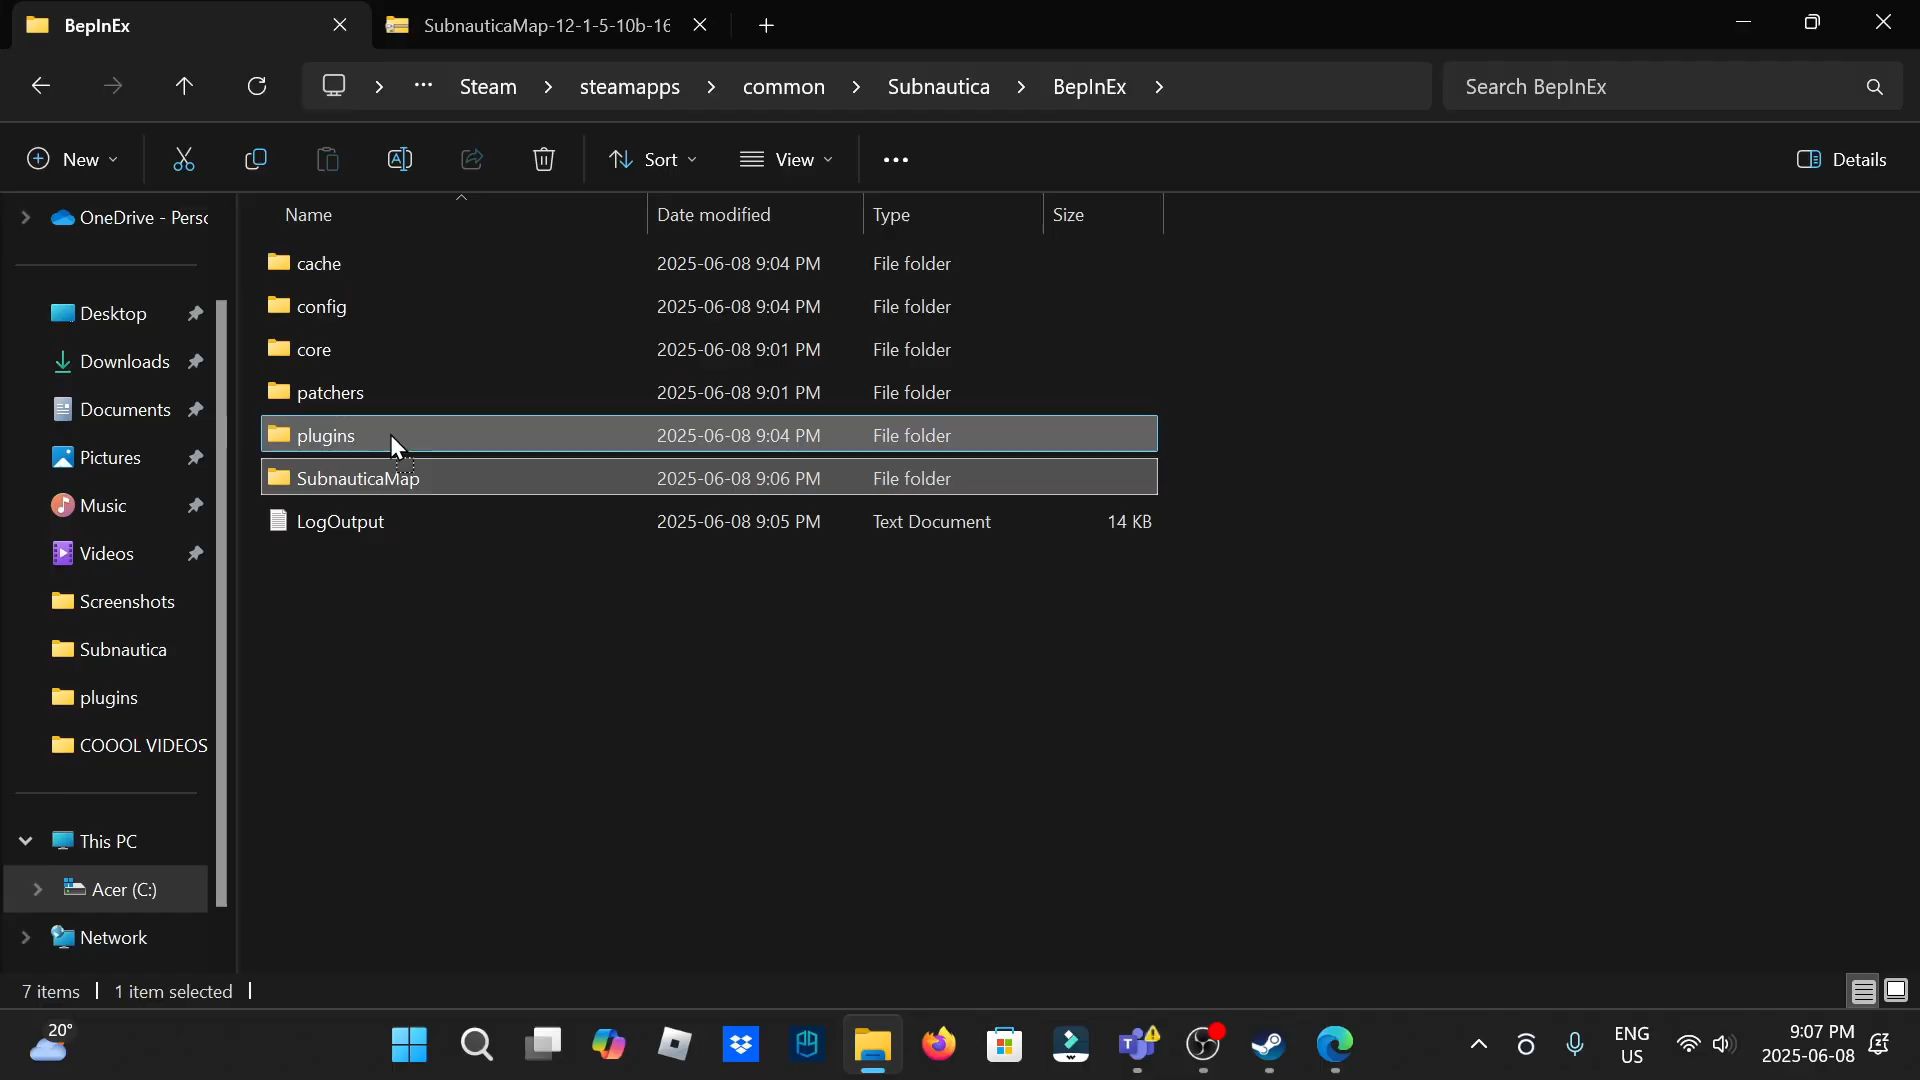 BepInEx
SubnauticaMap-12-1-5-10b-16
Steam > steamapps > common > Subnautica > BepInEx >
Search BepInEx
New
Sort
View
Details
Name
Date modified
Type
Size
OneDrive - Perso
Desktop
Downloads
Documents
Pictures
Music
Videos
Screenshots
Subnautica
plugins
COOOL VIDEOS
This PC
Acer (C:)
Network
cache 2025-06-08 9:04 PM File folder
config 2025-06-08 9:04 PM File folder
core 2025-06-08 9:01 PM File folder
patchers 2025-06-08 9:01 PM File folder
plugins 2025-06-08 9:04 PM File folder
SubnauticaMap 2025-06-08 9:06 PM File folder
LogOutput 2025-06-08 9:05 PM Text Document 14 KB
7 items | 1 item selected |
20°
ENG
US
9:07 PM
2025-06-08